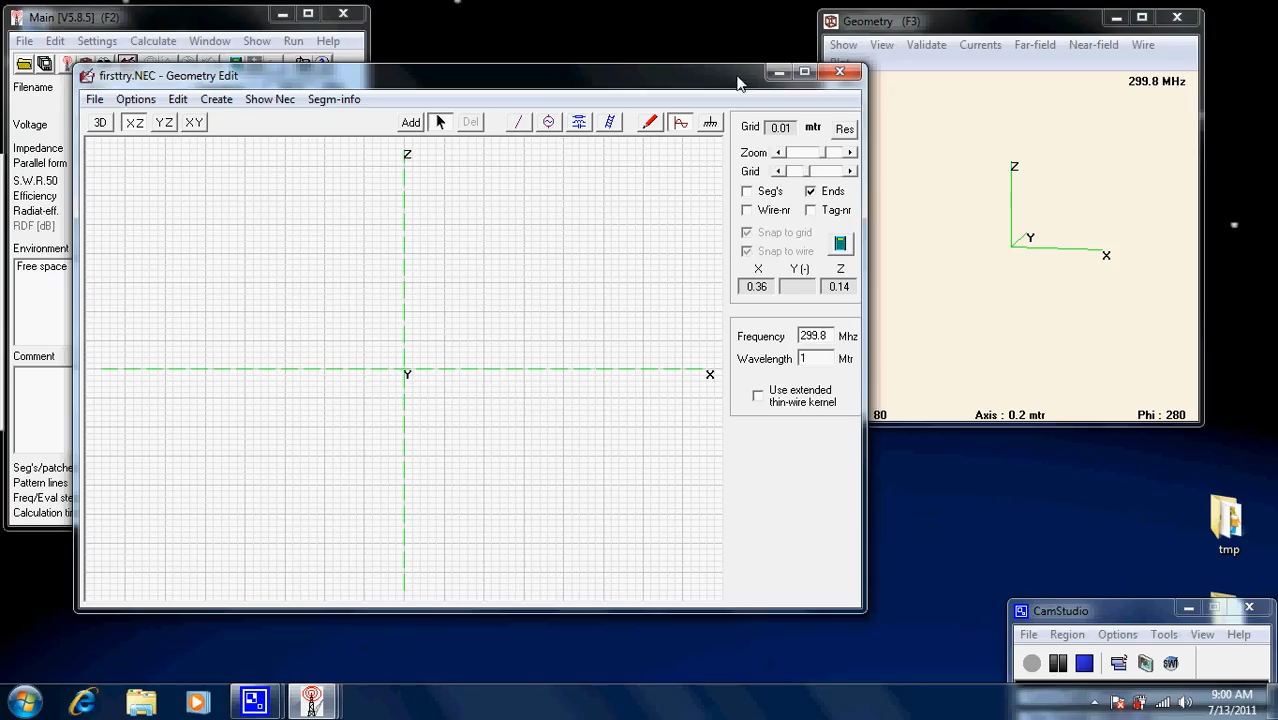 Main [V5.8.5] (F2)
File Edit Settings Calculate Window Show Run Help
Filename
Voltage
Impedance
Parallel form
S.W.R.50
Efficiency
Radiat-eff.
RDF [dB]
Environment
Free space
Comment
Seg's/patche
Pattern lines
Freq/Eval ste
Calculation tir
firsttry.NEC - Geometry Edit
File Options Edit Create Show Nec Segm-info
3D XZ YZ XY Add Del
Z
Y
X
Grid 0.01 mtr Res
Zoom
Grid
Seg's Ends
Wire-nr Tag-nr
Snap to grid
Snap to wire
X Y (-) Z
0.36 0.14
Frequency 299.8 Mhz
Wavelength 1 Mtr
Use extended
thin-wire kernel
Geometry (F3)
Show View Validate Currents Far-field Near-field Wire
299.8 MHz
Z
Y
X
80 Axis : 0.2 mtr Phi : 280
tmp
CamStudio
File Region Options Tools View Help
SWF
9:00 AM
7/13/2011